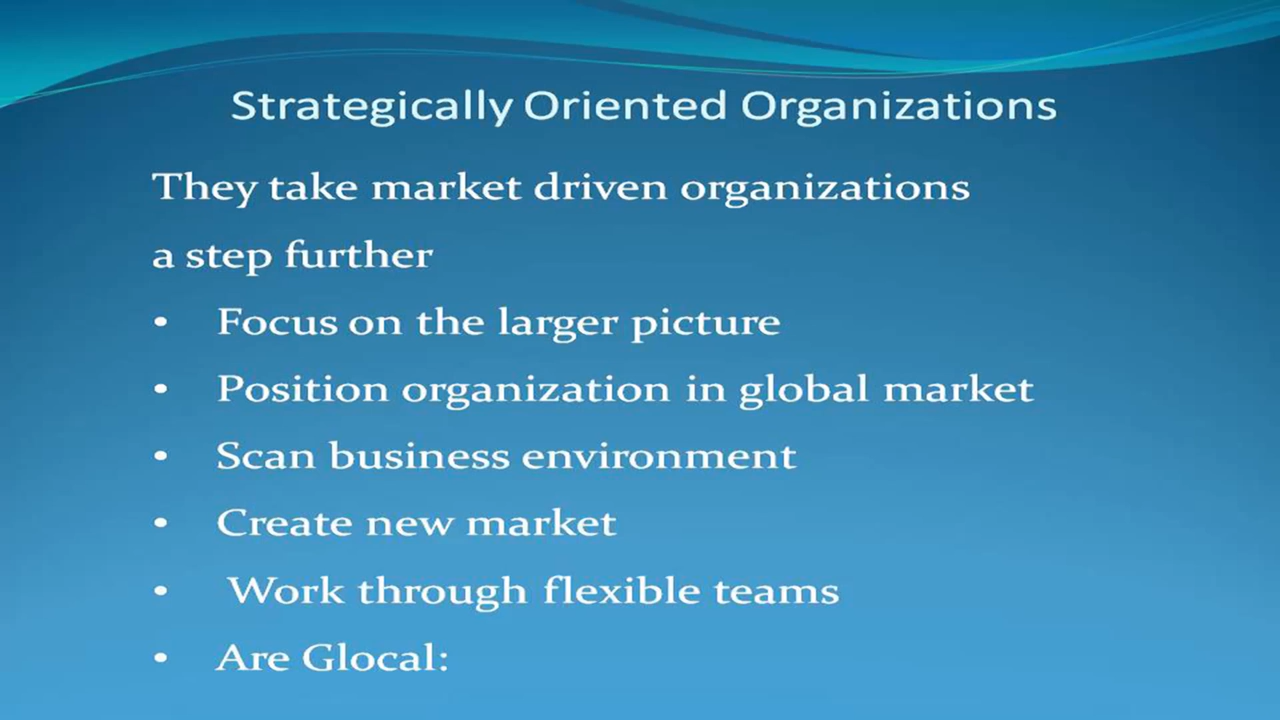 Strategically Oriented Organizations
They take market driven organizations
a step further
• Focus on the larger picture
• Position organization in global market
• Scan business environment
• Create new market
• Work through flexible teams
• Are Glocal: